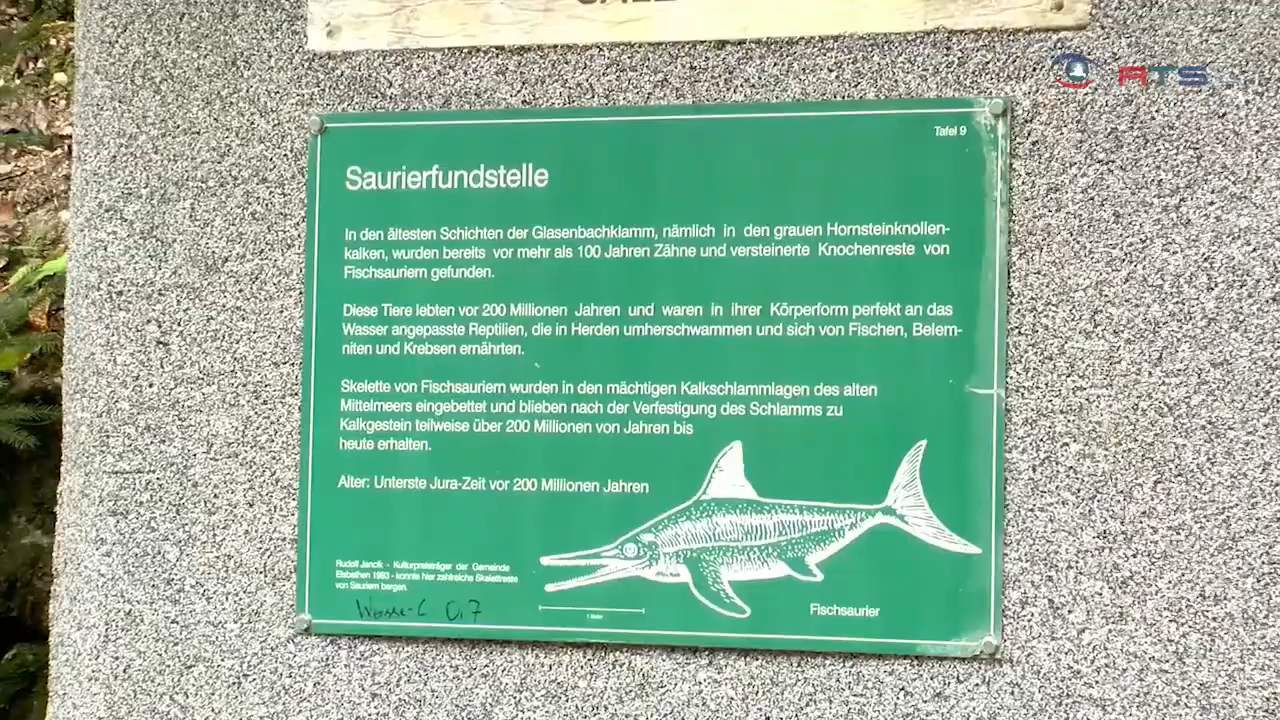 RTS
Tafel 9
Saurierfundstelle
In den ältesten Schichten der Glasenbachklamm, nämlich in den grauen Hornsteinknollen-
kalken, wurden bereits vor mehr als 100 Jahren Zähne und versteinerte Knochenreste von
Fischsauriern gefunden.
Diese Tiere lebten vor 200 Millionen Jahren und waren in ihrer Körperform perfekt an das
Wasser angepasste Reptilien, die in Herden umherschwammen und sich von Fischen, Belem-
niten und Krebsen ernährten.
Skelette von Fischsauriern wurden in den mächtigen Kalkschlammlagen des alten
Mittelmeers eingebettet und blieben nach der Verfestigung des Schlamms zu
Kalkgestein teilweise über 200 Millionen von Jahren bis
heute erhalten.
Alter: Unterste Jura-Zeit vor 200 Millionen Jahren
Rudolf Jancik - Kulturpreisträger der Gemeinde
Elsbethen 1993 - konnte hier zahlreiche Skelettreste
von Sauriern bergen.
1 Meter
Fischsaurier